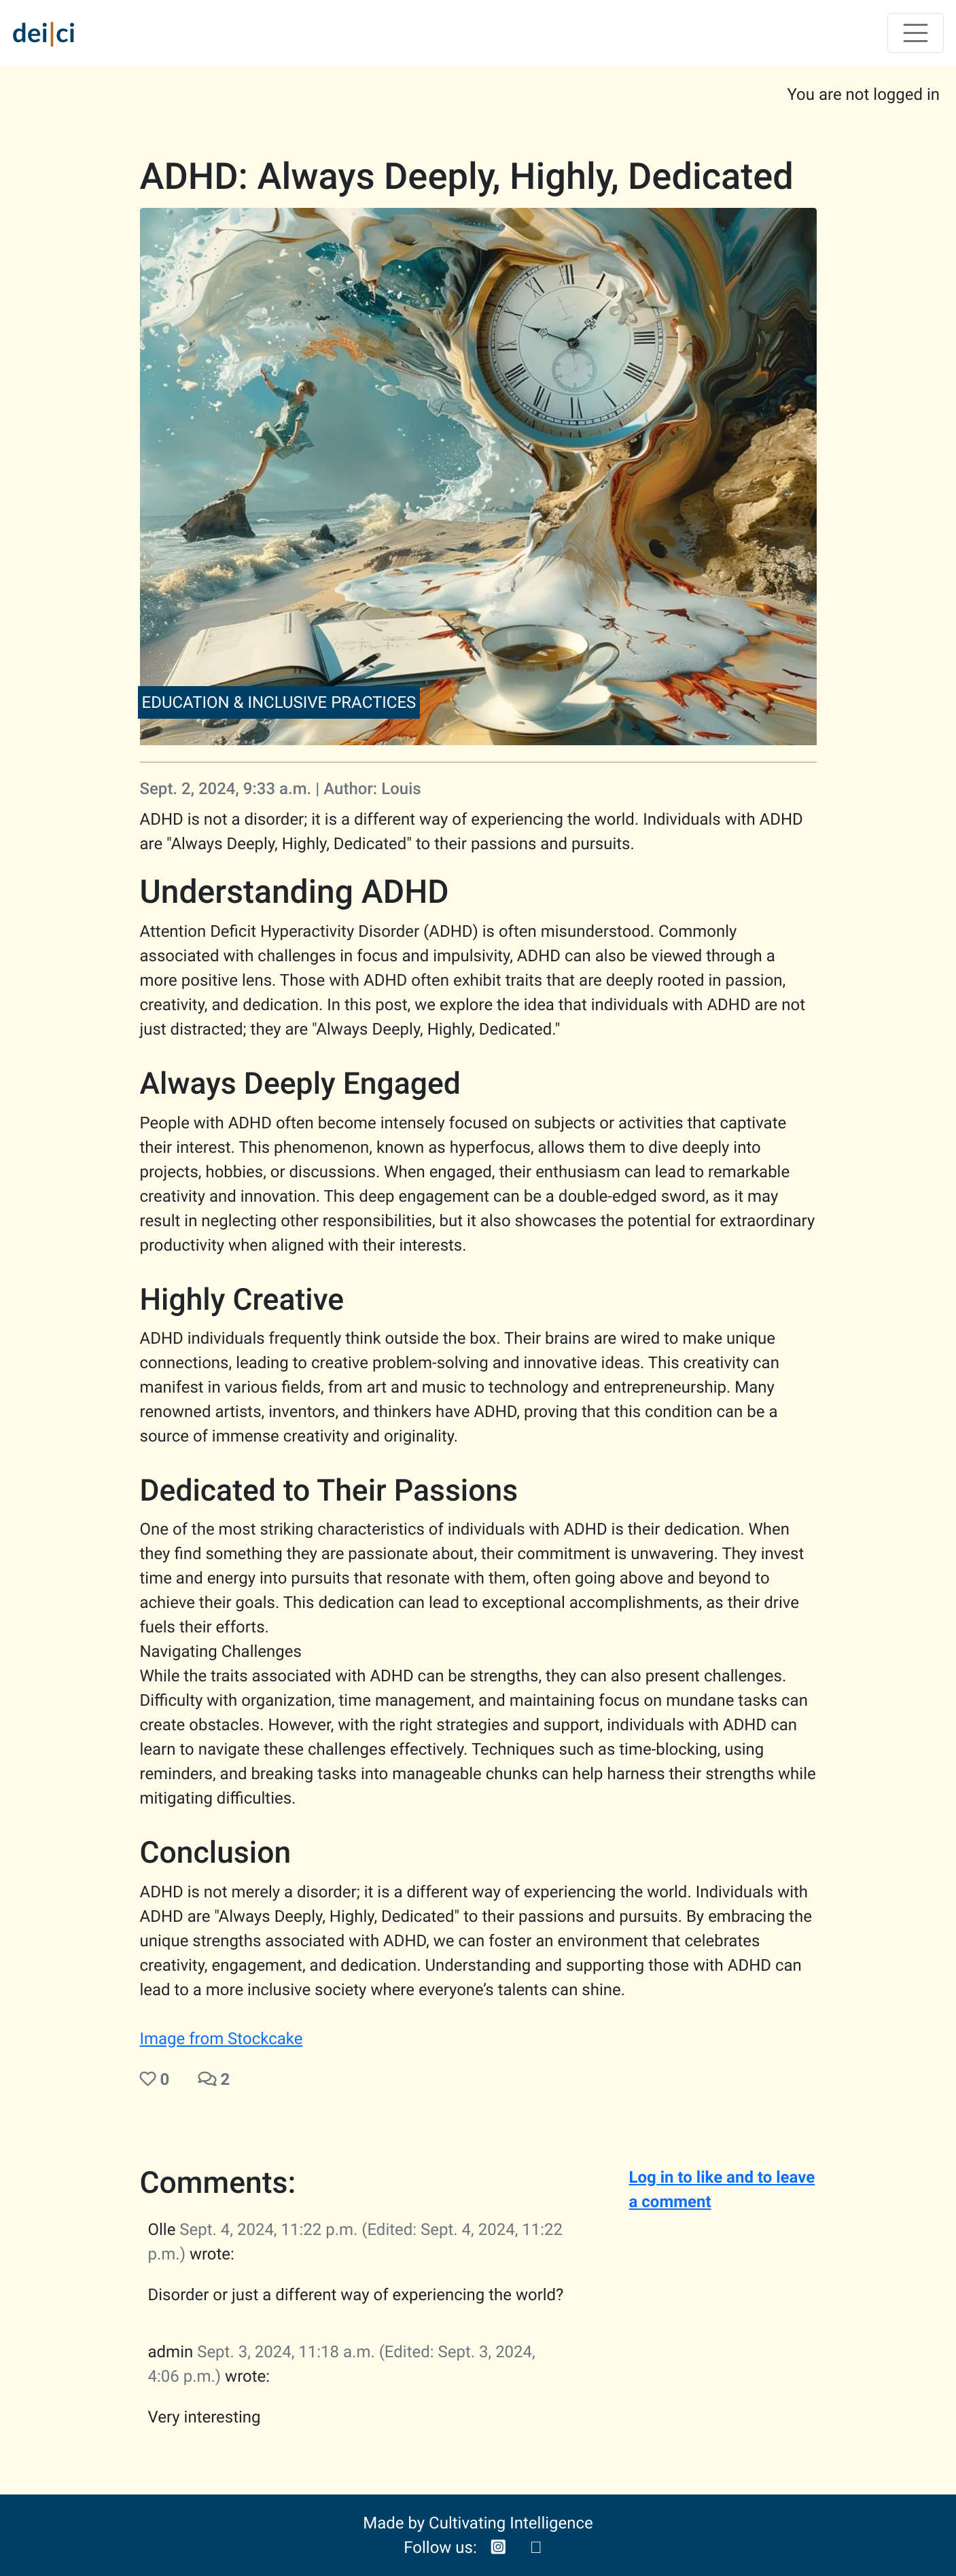 dei|ci
You are not logged in
ADHD: Always Deeply, Highly, Dedicated
EDUCATION & INCLUSIVE PRACTICES
Sept. 2, 2024, 9:33 a.m. | Author: Louis
ADHD is not a disorder; it is a different way of experiencing the world. Individuals with ADHD
are "Always Deeply, Highly, Dedicated" to their passions and pursuits.
Understanding ADHD
Attention Deficit Hyperactivity Disorder (ADHD) is often misunderstood. Commonly
associated with challenges in focus and impulsivity, ADHD can also be viewed through a
more positive lens. Those with ADHD often exhibit traits that are deeply rooted in passion,
creativity, and dedication. In this post, we explore the idea that individuals with ADHD are not
just distracted; they are "Always Deeply, Highly, Dedicated."
Always Deeply Engaged
People with ADHD often become intensely focused on subjects or activities that captivate
their interest. This phenomenon, known as hyperfocus, allows them to dive deeply into
projects, hobbies, or discussions. When engaged, their enthusiasm can lead to remarkable
creativity and innovation. This deep engagement can be a double-edged sword, as it may
result in neglecting other responsibilities, but it also showcases the potential for extraordinary
productivity when aligned with their interests.
Highly Creative
ADHD individuals frequently think outside the box. Their brains are wired to make unique
connections, leading to creative problem-solving and innovative ideas. This creativity can
manifest in various fields, from art and music to technology and entrepreneurship. Many
renowned artists, inventors, and thinkers have ADHD, proving that this condition can be a
source of immense creativity and originality.
Dedicated to Their Passions
One of the most striking characteristics of individuals with ADHD is their dedication. When
they find something they are passionate about, their commitment is unwavering. They invest
time and energy into pursuits that resonate with them, often going above and beyond to
achieve their goals. This dedication can lead to exceptional accomplishments, as their drive
fuels their efforts.
Navigating Challenges
While the traits associated with ADHD can be strengths, they can also present challenges.
Difficulty with organization, time management, and maintaining focus on mundane tasks can
create obstacles. However, with the right strategies and support, individuals with ADHD can
learn to navigate these challenges effectively. Techniques such as time-blocking, using
reminders, and breaking tasks into manageable chunks can help harness their strengths while
mitigating difficulties.
Conclusion
ADHD is not merely a disorder; it is a different way of experiencing the world. Individuals with
ADHD are "Always Deeply, Highly, Dedicated" to their passions and pursuits. By embracing the
unique strengths associated with ADHD, we can foster an environment that celebrates
creativity, engagement, and dedication. Understanding and supporting those with ADHD can
lead to a more inclusive society where everyone’s talents can shine.
Image from Stockcake
0 2
Comments:
Log in to like and to leave
a comment
Olle Sept. 4, 2024, 11:22 p.m. (Edited: Sept. 4, 2024, 11:22
p.m.) wrote:
Disorder or just a different way of experiencing the world?
admin Sept. 3, 2024, 11:18 a.m. (Edited: Sept. 3, 2024,
4:06 p.m.) wrote:
Very interesting
Made by Cultivating Intelligence
Follow us: